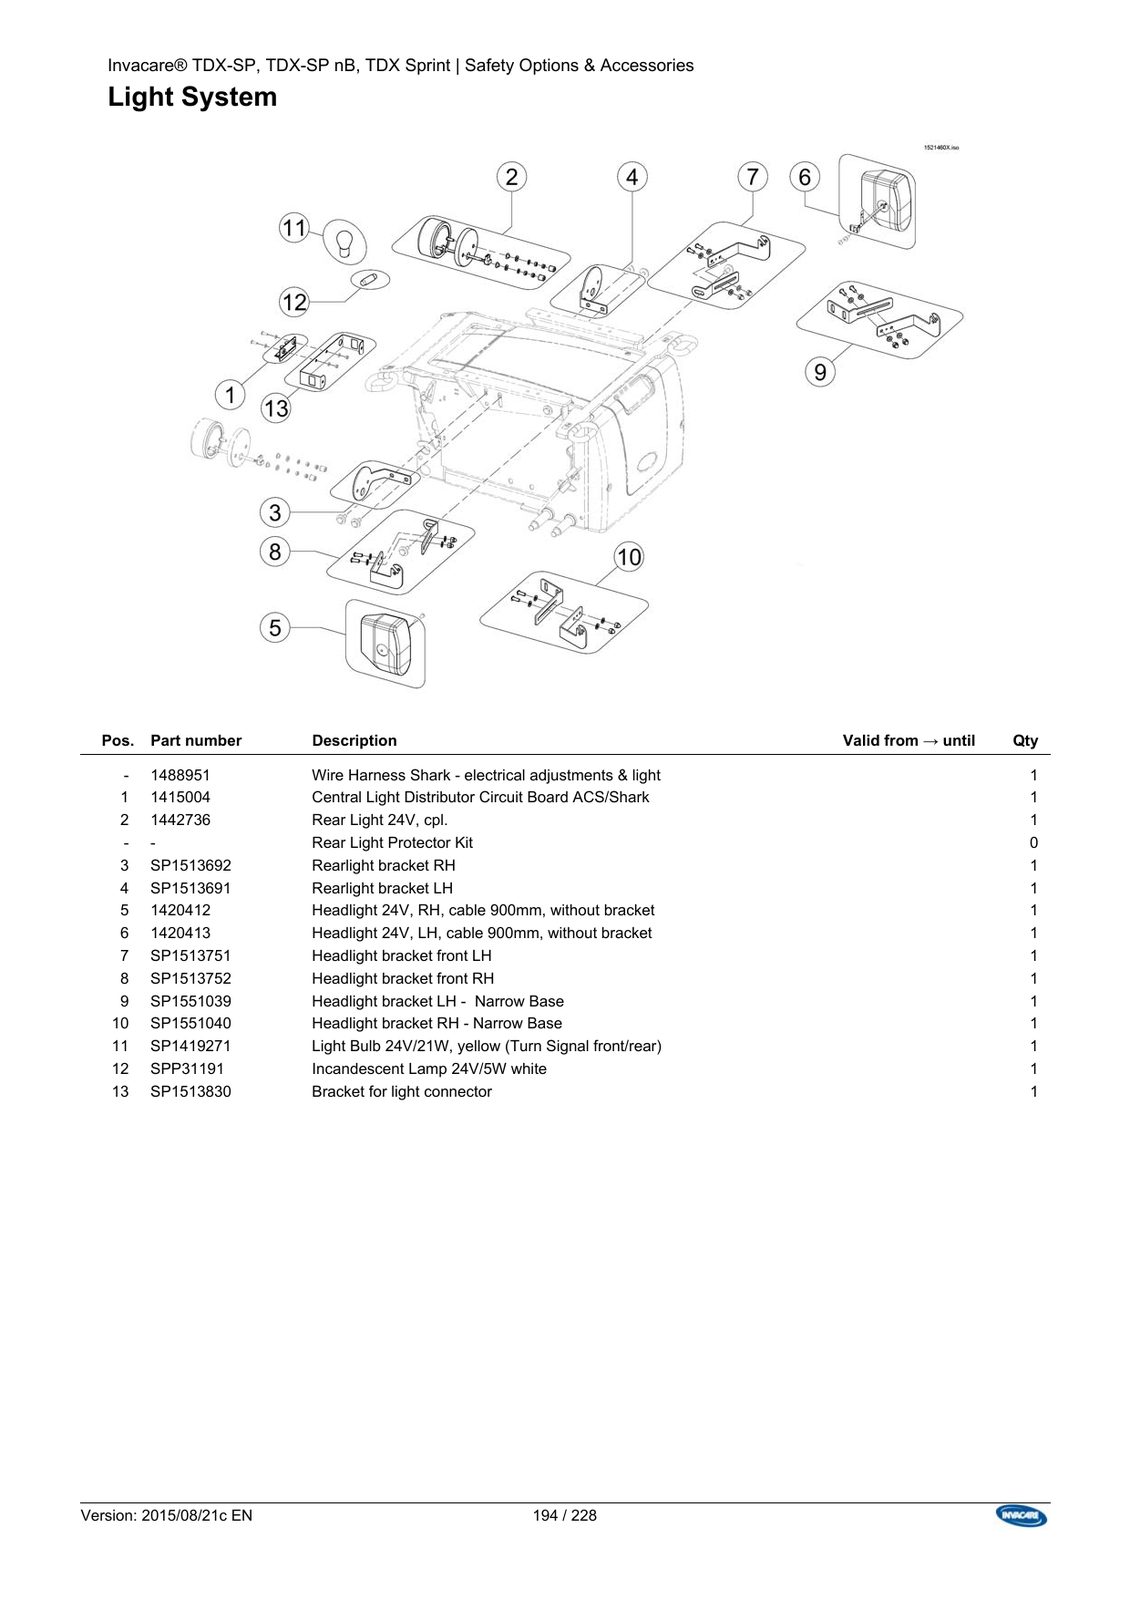 Invacare® TDX-SP, TDX-SP nB, TDX Sprint | Safety Options & Accessories
Light System
1521460X.iso
2
4
7
6
11
12
9
1
13
3
8
10
5
Pos. Part number Description Valid from → until Qty
- 1488951 Wire Harness Shark - electrical adjustments & light 1
1 1415004 Central Light Distributor Circuit Board ACS/Shark 1
2 1442736 Rear Light 24V, cpl. 1
- - Rear Light Protector Kit 0
3 SP1513692 Rearlight bracket RH 1
4 SP1513691 Rearlight bracket LH 1
5 1420412 Headlight 24V, RH, cable 900mm, without bracket 1
6 1420413 Headlight 24V, LH, cable 900mm, without bracket 1
7 SP1513751 Headlight bracket front LH 1
8 SP1513752 Headlight bracket front RH 1
9 SP1551039 Headlight bracket LH - Narrow Base 1
10 SP1551040 Headlight bracket RH - Narrow Base 1
11 SP1419271 Light Bulb 24V/21W, yellow (Turn Signal front/rear) 1
12 SPP31191 Incandescent Lamp 24V/5W white 1
13 SP1513830 Bracket for light connector 1
Version: 2015/08/21c EN 194 / 228 INVACARE